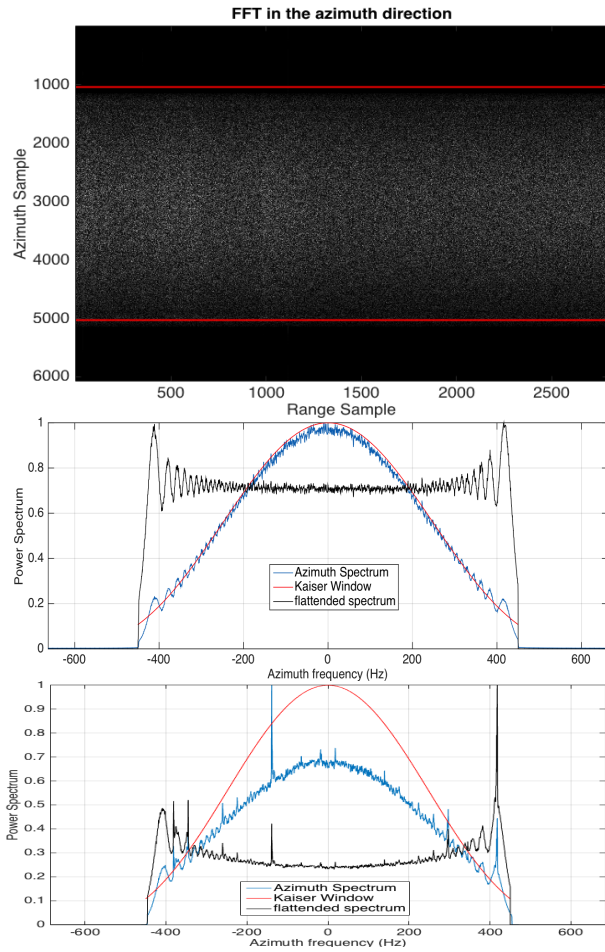 FFT in the azimuth direction
1000
2000
3000
4000
5000
6000
Azimuth Sample
500 1000 1500 2000 2500
Range Sample
1
0.8
0.6
0.4
0.2
0
Power Spectrum
Azimuth Spectrum
Kaiser Window
flattended spectrum
-600 -400 -200 0 200 400 600
Azimuth frequency (Hz)
1
0.9
0.8
0.7
0.6
0.5
0.4
0.3
0.2
0.1
0
Power Spectrum
Azimuth Spectrum
Kaiser Window
flattended spectrum
-600 -400 -200 0 200 400 600
Azimuth frequency (Hz)